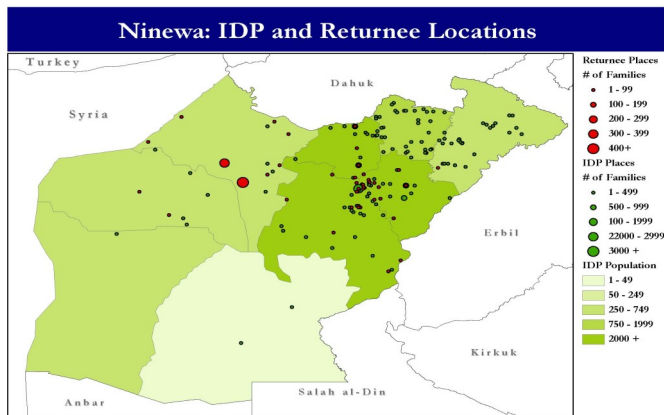 Ninewa: IDP and Returnee Locations
Turkey
Syria
Dahuk
Erbil
Kirkuk
Salah al-Din
Anbar
Returnee Places
# of Families
1 - 99
100 - 199
200 - 299
300 - 399
400+
IDP Places
# of Families
1 - 499
500 - 999
100 - 1999
22000 - 2999
3000 +
IDP Population
1 - 49
50 - 249
250 - 749
750 - 1999
2000 +